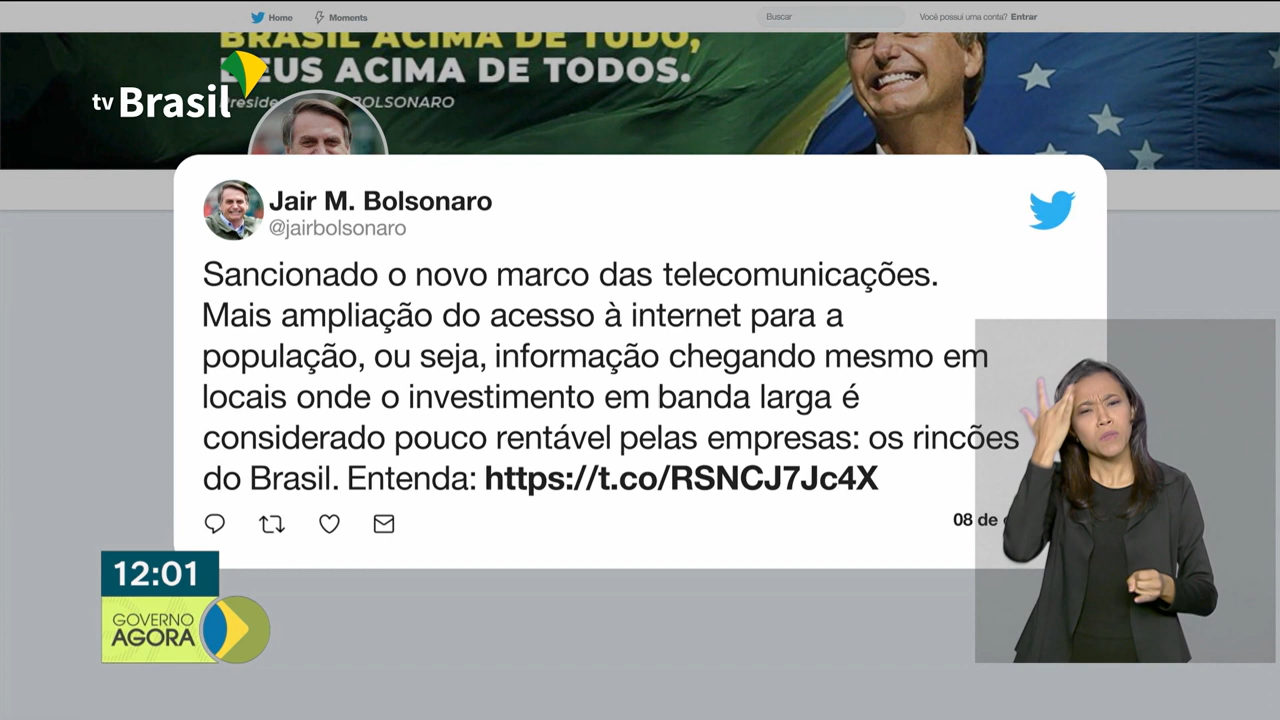 Home
Moments
Buscar
Você possui uma conta? Entrar
BRASIL ACIMA DE TUDO,
DEUS ACIMA DE TODOS.
BOLSONARO
tv Brasil
Jair M. Bolsonaro
@jairbolsonaro
Sancionado o novo marco das telecomunicações.
Mais ampliação do acesso à internet para a
população, ou seja, informação chegando mesmo em
locais onde o investimento em banda larga é
considerado pouco rentável pelas empresas: os rincões
do Brasil. Entenda: https://t.co/RSNCJ7Jc4X
08 de
12:01
GOVERNO
AGORA